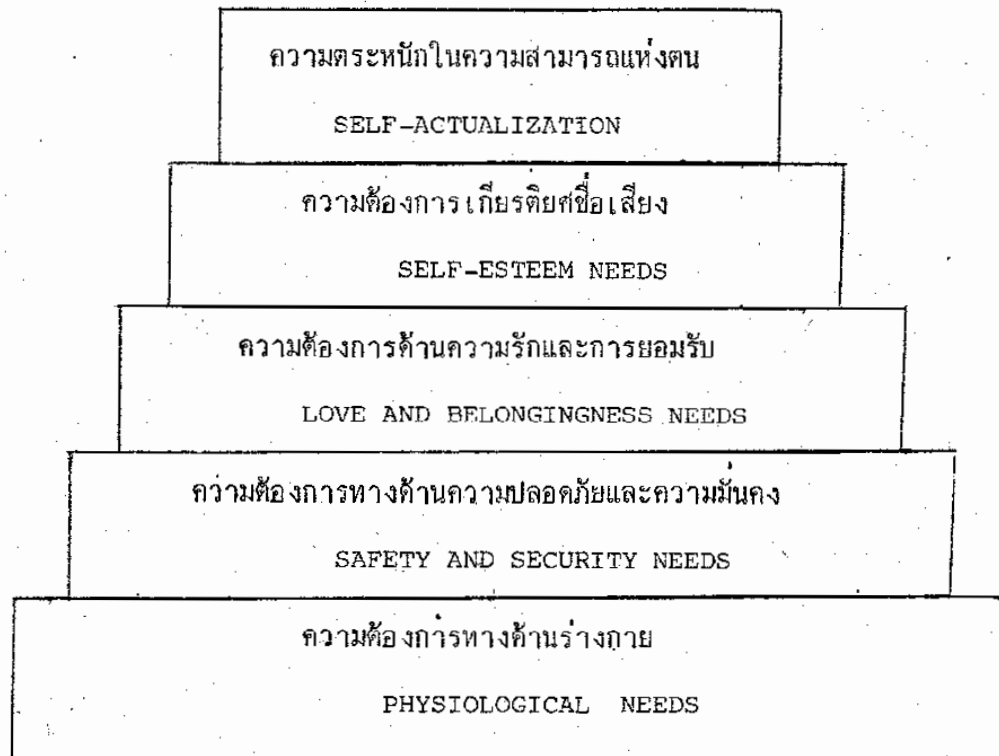 ความตระหนักในความสามารถแห่งตน
SELF-ACTUALIZATION
ความต้องการเกียรติยศชื่อเสียง
SELF-ESTEEM NEEDS
ความต้องการด้านความรักและการยอมรับ
LOVE AND BELONGINGNESS NEEDS
ความต้องการทางด้านความปลอดภัยและความมั่นคง
SAFETY AND SECURITY NEEDS
ความต้องการทางด้านร่างกาย
PHYSIOLOGICAL NEEDS